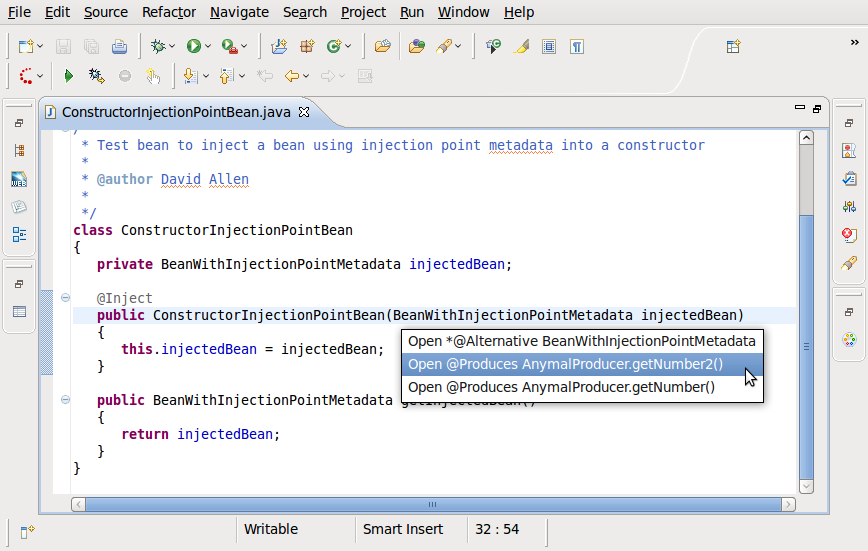 File Edit Source Refactor Navigate Search Project Run Window Help
ConstructorInjectionPointBean.java
* Test bean to inject a bean using injection point metadata into a constructor
*
* @author David Allen
*
*/
class ConstructorInjectionPointBean
{
private BeanWithInjectionPointMetadata injectedBean;
@Inject
public ConstructorInjectionPointBean(BeanWithInjectionPointMetadata injectedBean)
{
this.injectedBean = injectedBean;
}
Open *@Alternative BeanWithInjectionPointMetadata
Open @Produces AnymalProducer.getNumber2()
Open @Produces AnymalProducer.getNumber()
public BeanWithInjectionPointMetadata getInjectedBean()
{
return injectedBean;
}
}
Writable Smart Insert 32 : 54